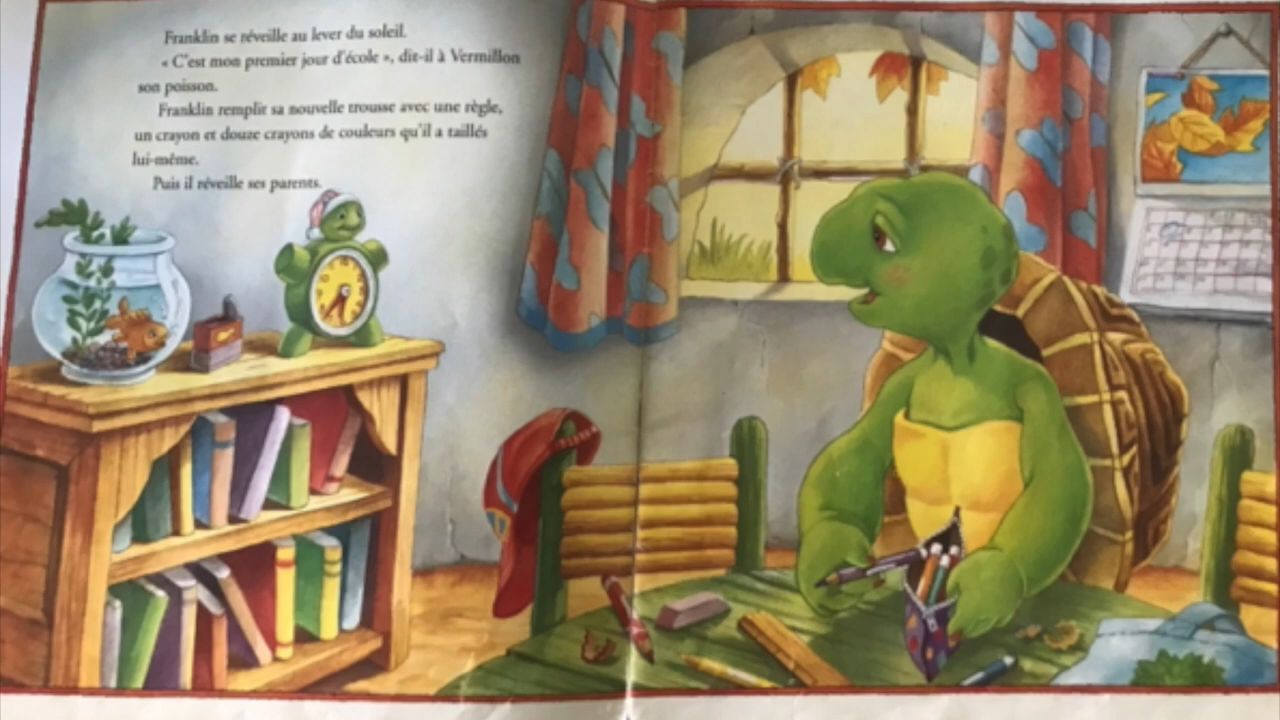 Franklin se réveille au lever du soleil.
« C'est mon premier jour d'école », dit-il à Vermillon
son poisson.
Franklin remplit sa nouvelle trousse avec une règle,
un crayon et douze crayons de couleurs qu'il a taillés
lui-même.
Puis il réveille ses parents.